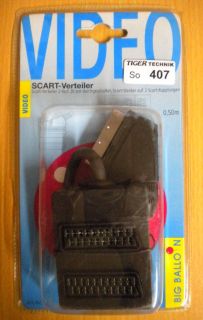 VIDEO
TIGER TECHNIK
So 407
SCART-Verteiler
0,50m
VIDEO
BIG BALLOON